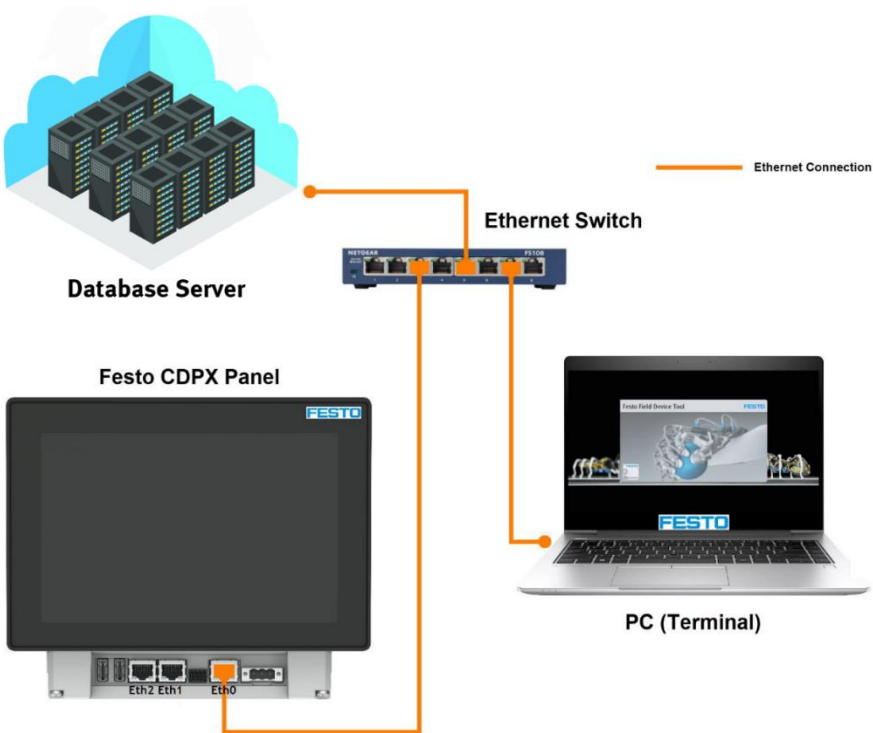 Database Server
Ethernet Connection
Ethernet Switch
NETGEAR
FS108
Festo CDPX Panel
FESTO
Eth2 Eth1
Eth0
Festo Field Device Tool
FESTO
FESTO
PC (Terminal)